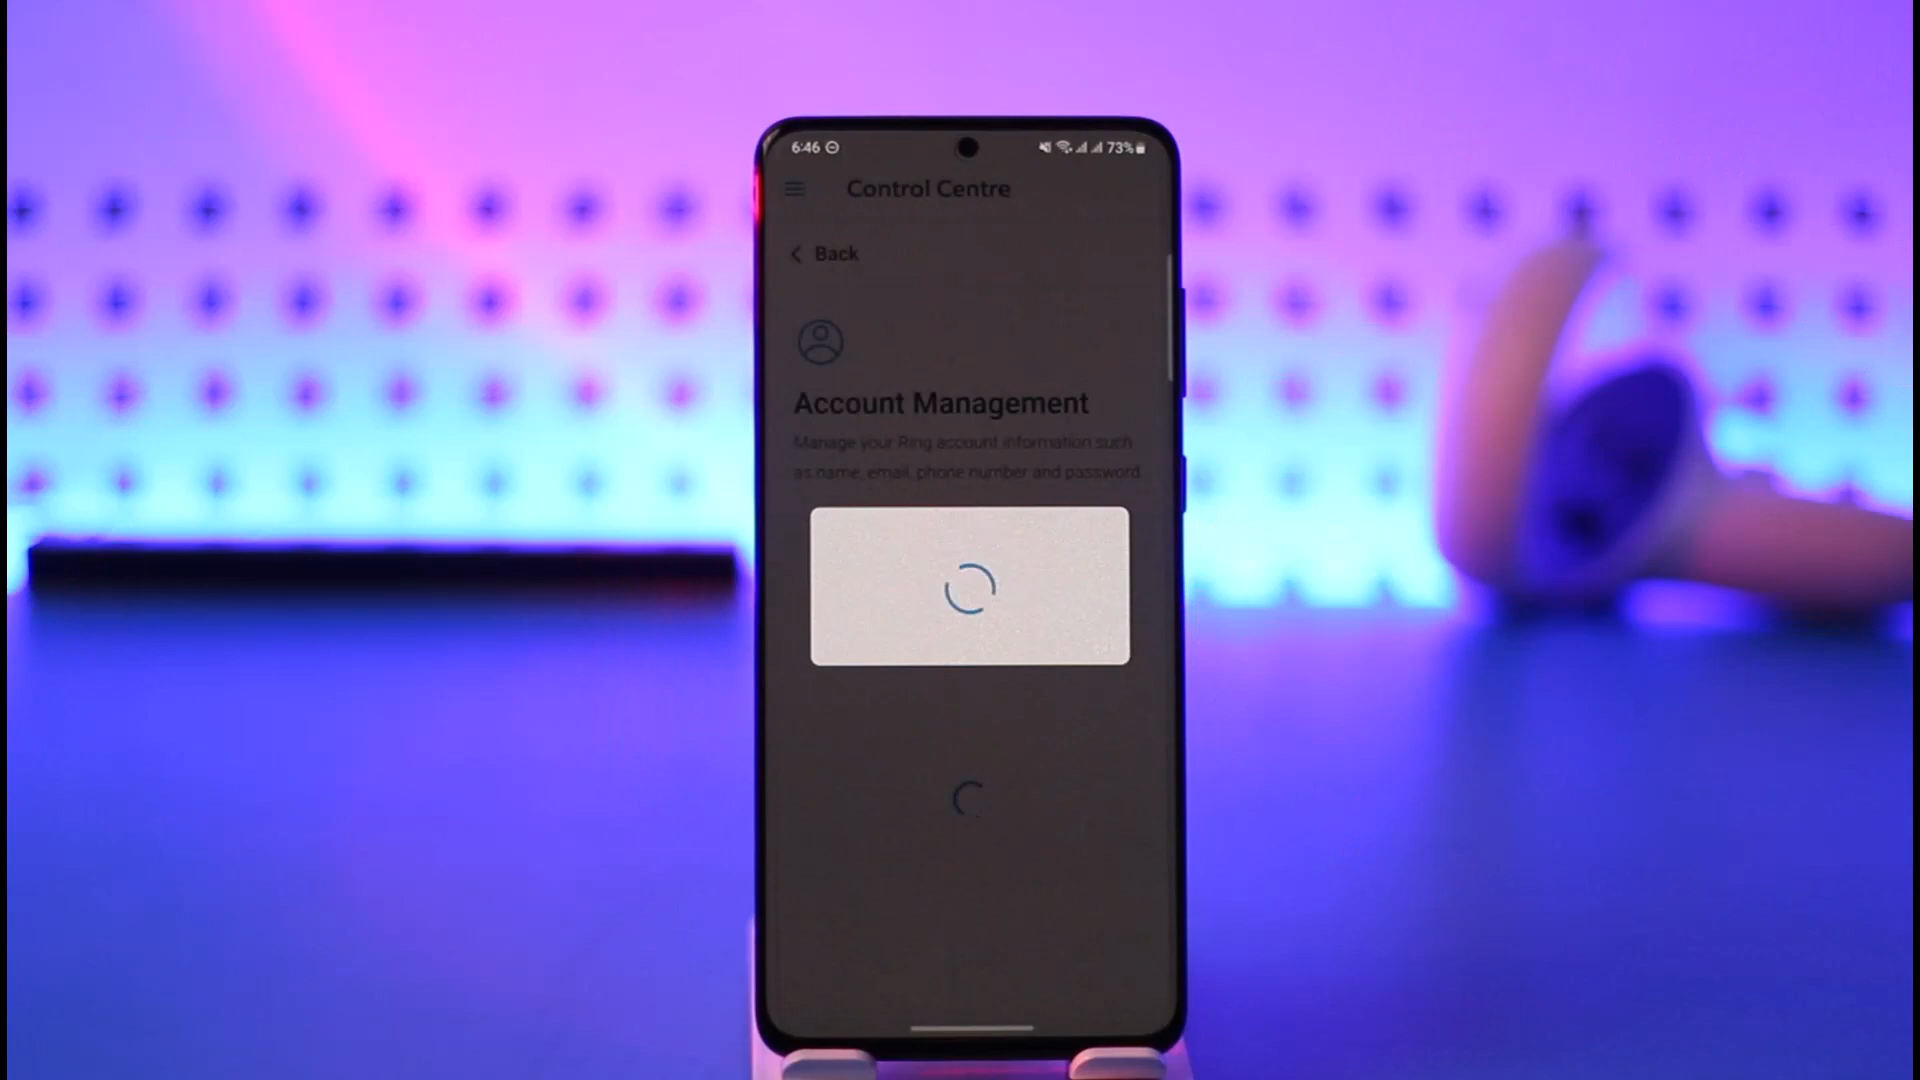 6:46
73%
Control Centre
Back
Account Management
Manage your Ring account information such
as name, email, phone number and password